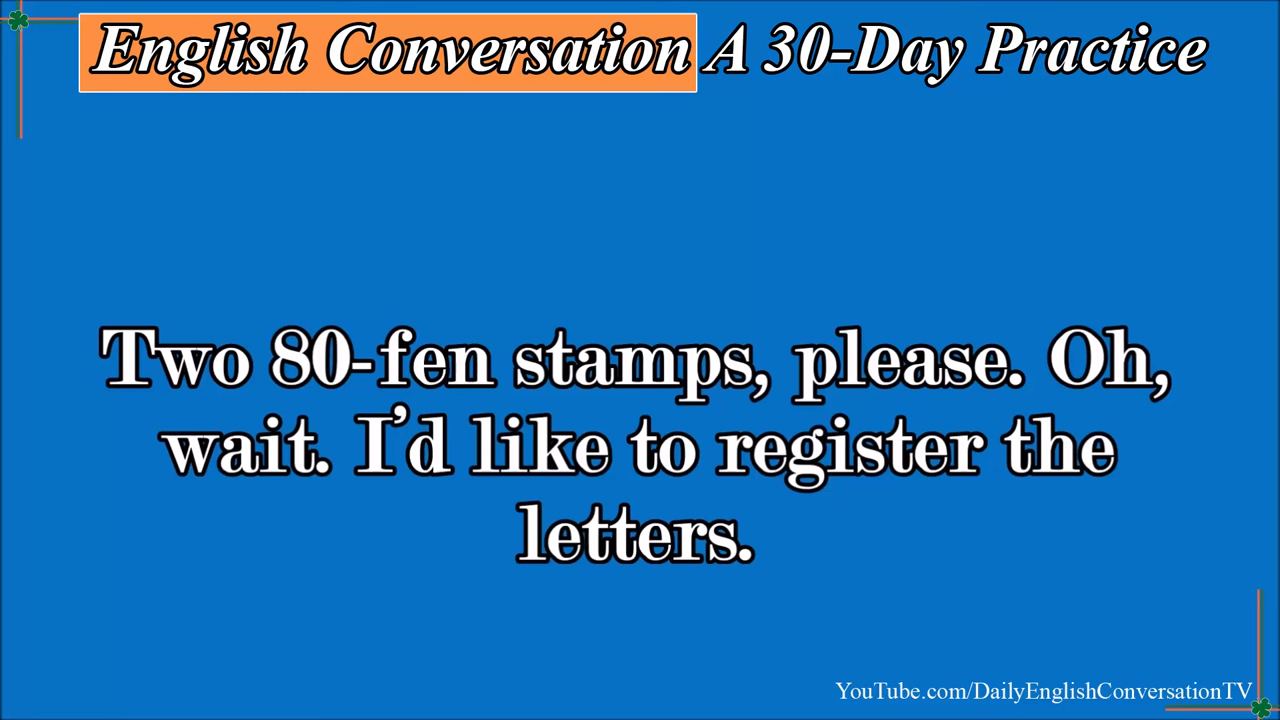 English Conversation A 30-Day Practice
Two 80-fen stamps, please. Oh,
wait. I'd like to register the
letters.
YouTube.com/DailyEnglishConversationTV